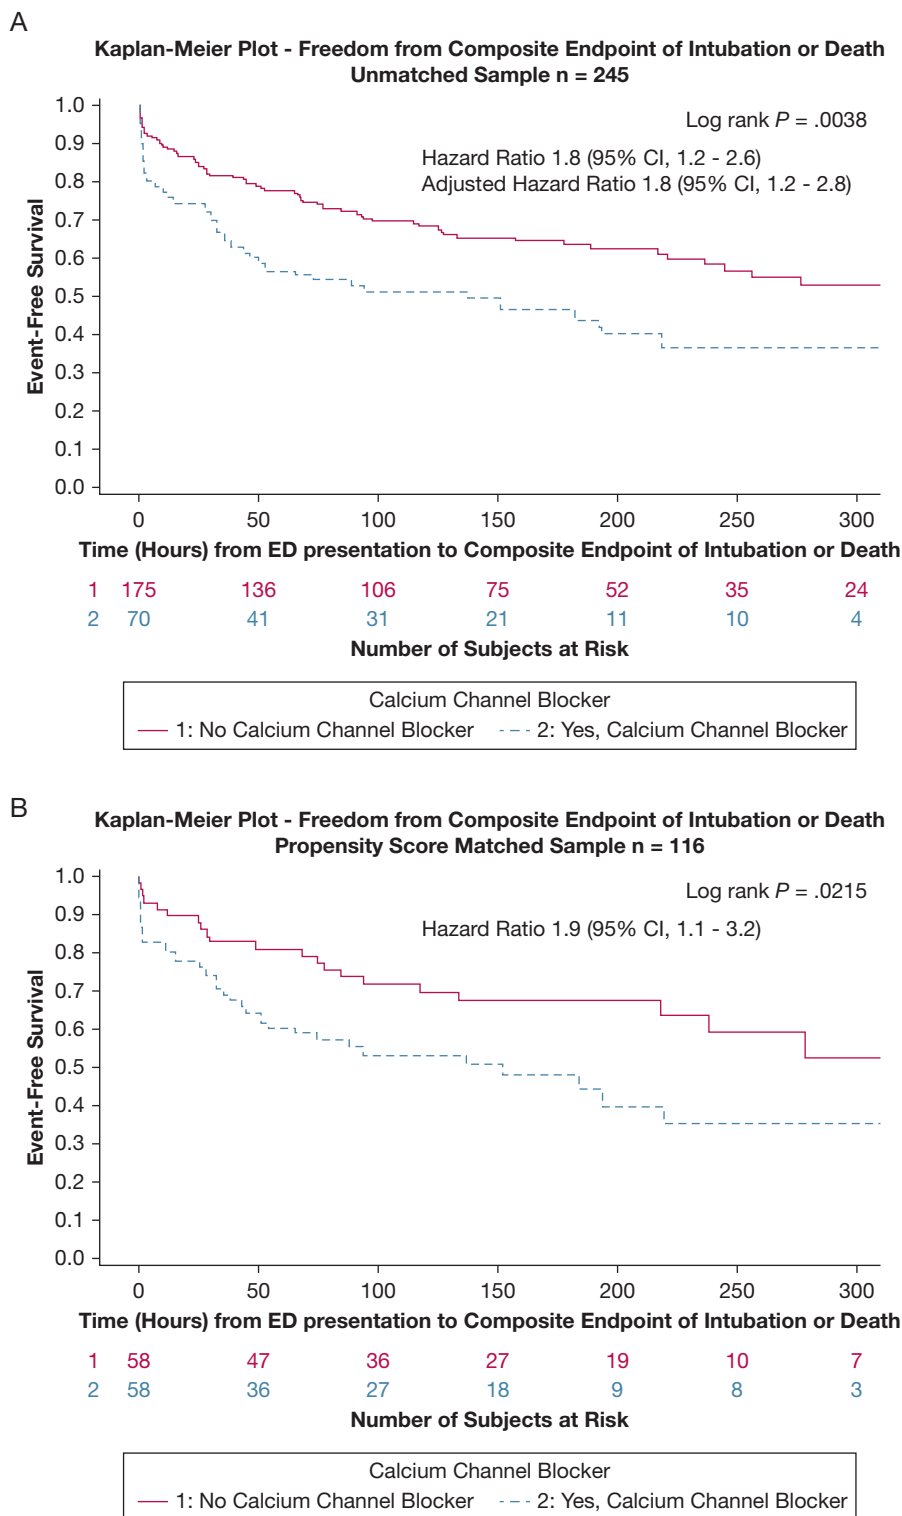 A
Kaplan-Meier Plot - Freedom from Composite Endpoint of Intubation or Death
Unmatched Sample n = 245
Log rank P = .0038
Hazard Ratio 1.8 (95% CI, 1.2 - 2.6)
Adjusted Hazard Ratio 1.8 (95% CI, 1.2 - 2.8)
Event-Free Survival
1.0
0.9
0.8
0.7
0.6
0.5
0.4
0.3
0.2
0.1
0.0
0 50 100 150 200 250 300
Time (Hours) from ED presentation to Composite Endpoint of Intubation or Death
1 175 136 106 75 52 35 24
2 70 41 31 21 11 10 4
Number of Subjects at Risk
Calcium Channel Blocker
1: No Calcium Channel Blocker 2: Yes, Calcium Channel Blocker
B
Kaplan-Meier Plot - Freedom from Composite Endpoint of Intubation or Death
Propensity Score Matched Sample n = 116
Log rank P = .0215
Hazard Ratio 1.9 (95% CI, 1.1 - 3.2)
Event-Free Survival
1.0
0.9
0.8
0.7
0.6
0.5
0.4
0.3
0.2
0.1
0.0
0 50 100 150 200 250 300
Time (Hours) from ED presentation to Composite Endpoint of Intubation or Death
1 58 47 36 27 19 10 7
2 58 36 27 18 9 8 3
Number of Subjects at Risk
Calcium Channel Blocker
1: No Calcium Channel Blocker 2: Yes, Calcium Channel Blocker